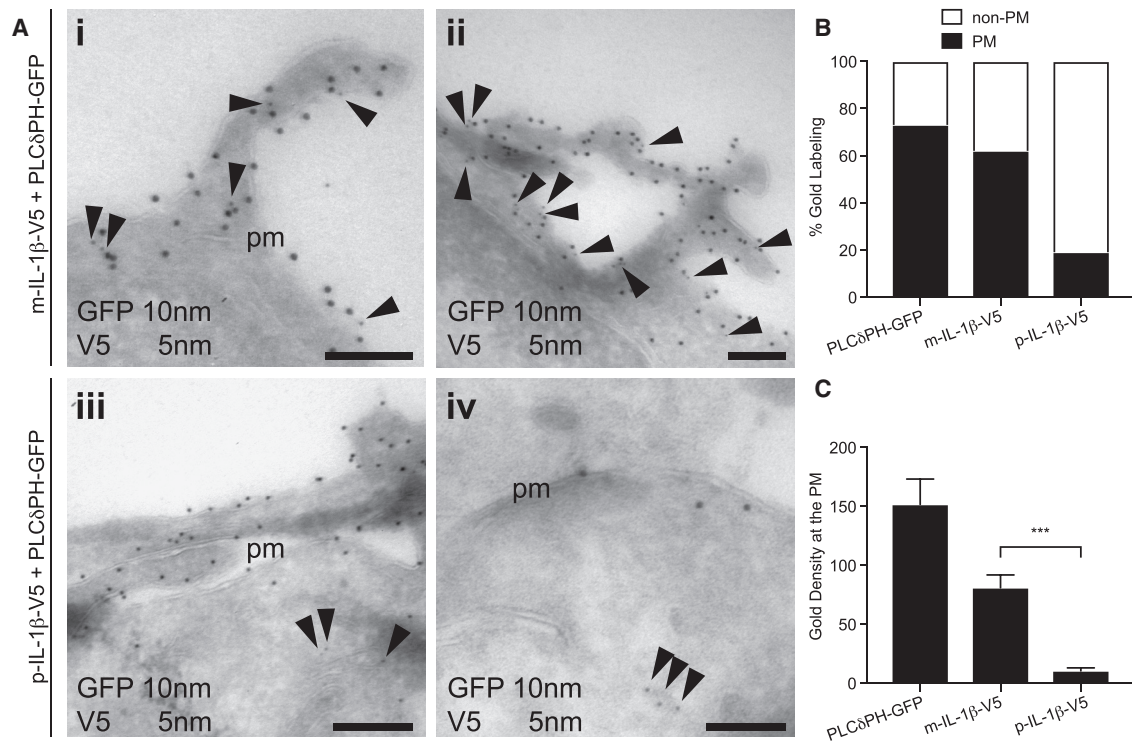 A
m-IL-1β-V5 + PLCδPH-GFP
i
pm
GFP 10nm
V5 5nm
ii
GFP 10nm
V5 5nm
p-IL-1β-V5 + PLCδPH-GFP
iii
pm
GFP 10nm
V5 5nm
iv
pm
GFP 10nm
V5 5nm
B
non-PM
PM
% Gold Labeling
100
80
60
40
20
0
PLCδPH-GFP
m-IL-1β-V5
p-IL-1β-V5
C
Gold Density at the PM
200
150
100
50
0
***
PLCδPH-GFP
m-IL-1β-V5
p-IL-1β-V5